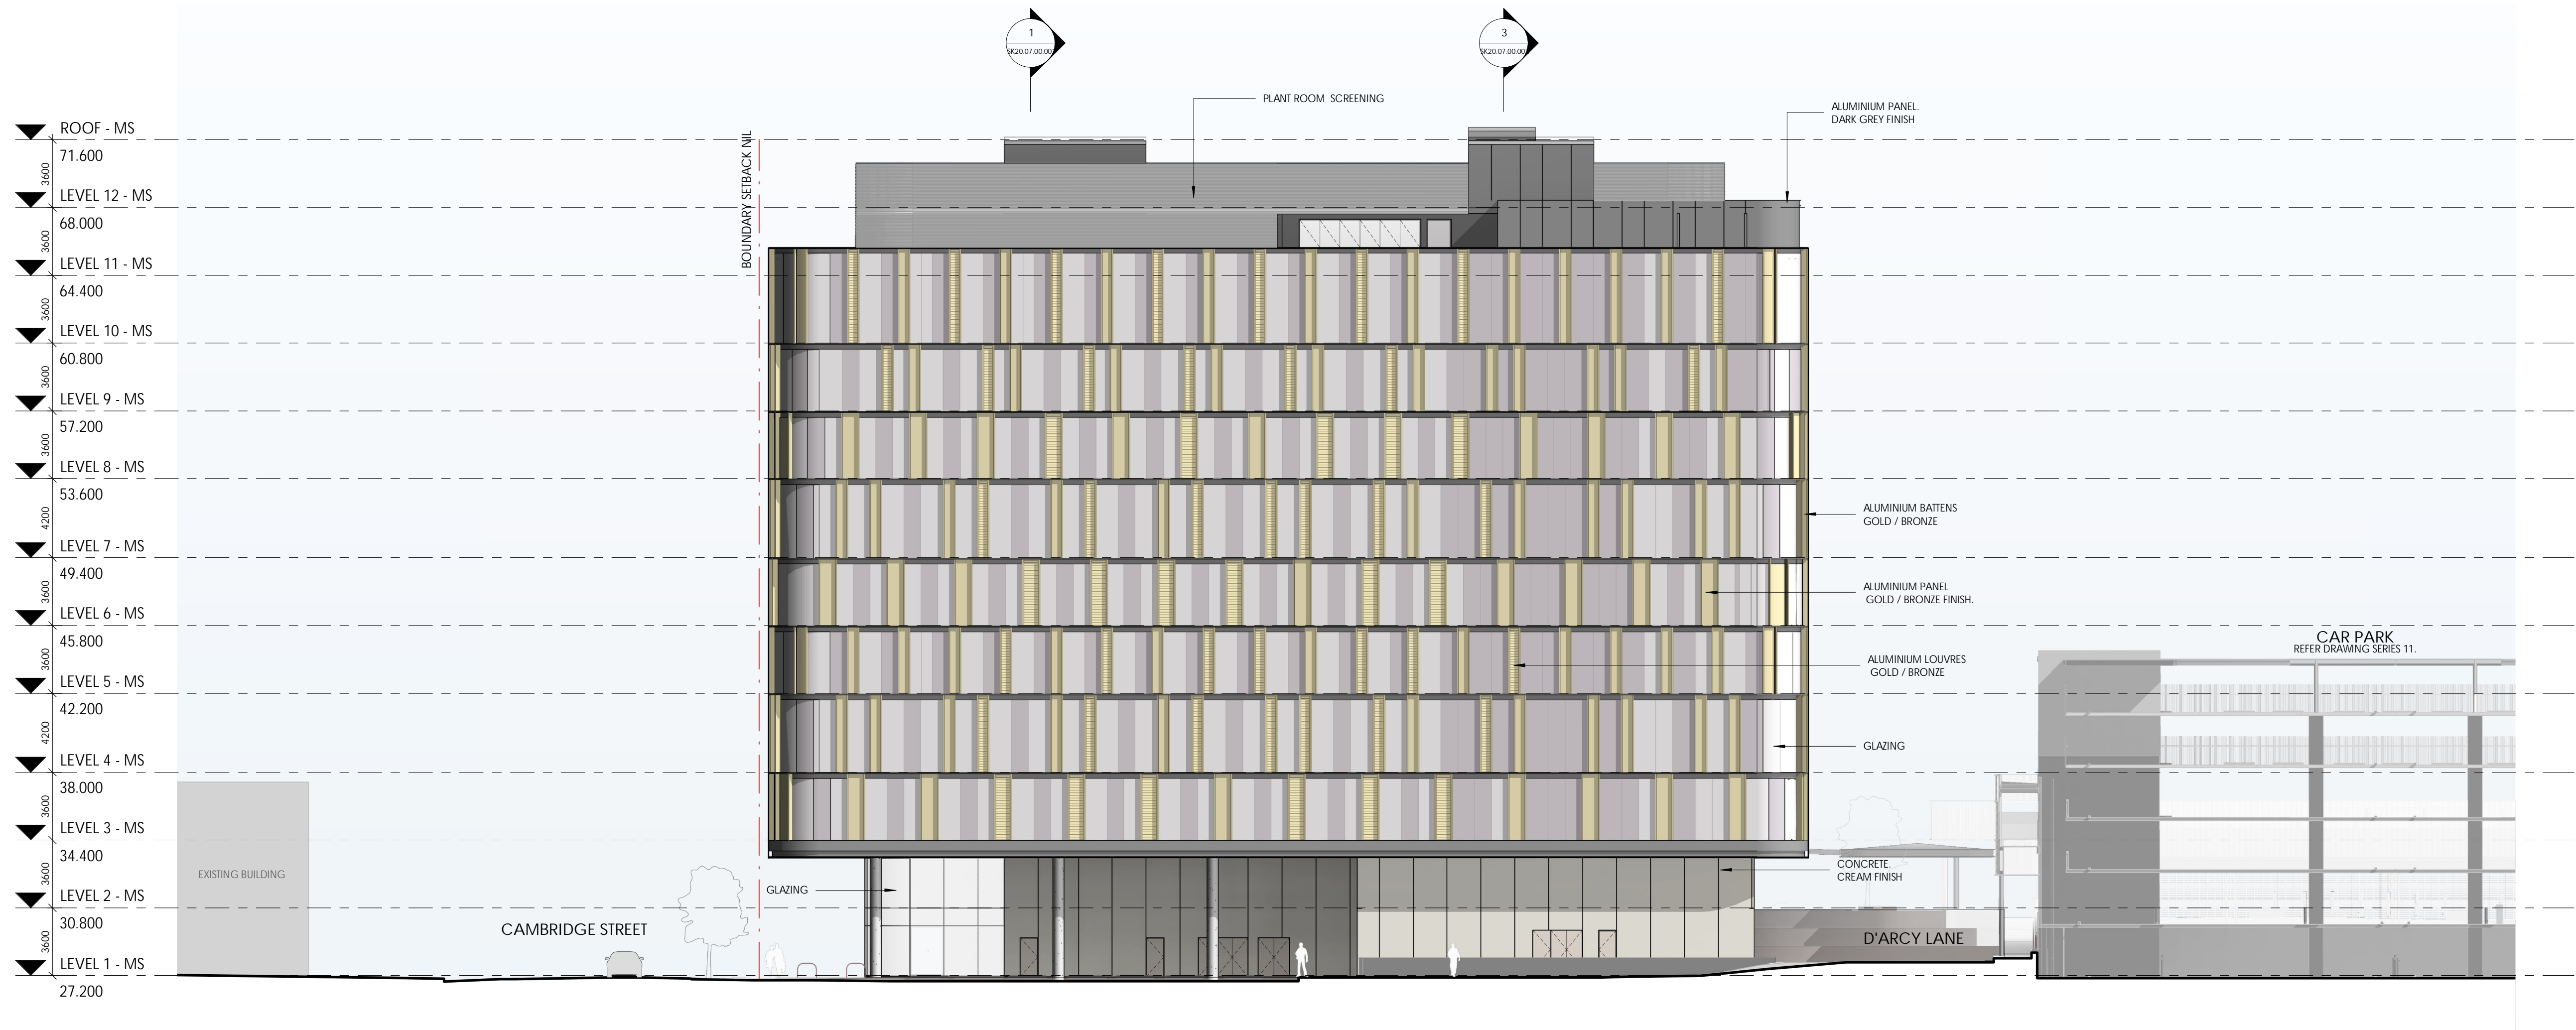 1
SK20.07.00.00
3
SK20.07.00.00
PLANT ROOM SCREENING
ALUMINIUM PANEL.
DARK GREY FINISH
BOUNDARY SETBACK NIL
ROOF - MS
71.600
3600
LEVEL 12 - MS
68.000
3600
LEVEL 11 - MS
64.400
3600
LEVEL 10 - MS
60.800
3600
LEVEL 9 - MS
57.200
3600
LEVEL 8 - MS
53.600
4200
LEVEL 7 - MS
49.400
3600
LEVEL 6 - MS
45.800
3600
LEVEL 5 - MS
42.200
4200
LEVEL 4 - MS
38.000
3600
LEVEL 3 - MS
34.400
3600
LEVEL 2 - MS
30.800
3600
LEVEL 1 - MS
27.200
ALUMINIUM BATTENS
GOLD / BRONZE
ALUMINIUM PANEL
GOLD / BRONZE FINISH.
ALUMINIUM LOUVRES
GOLD / BRONZE
GLAZING
CAR PARK
REFER DRAWING SERIES 11.
CONCRETE.
CREAM FINISH
EXISTING BUILDING
GLAZING
CAMBRIDGE STREET
D'ARCY LANE